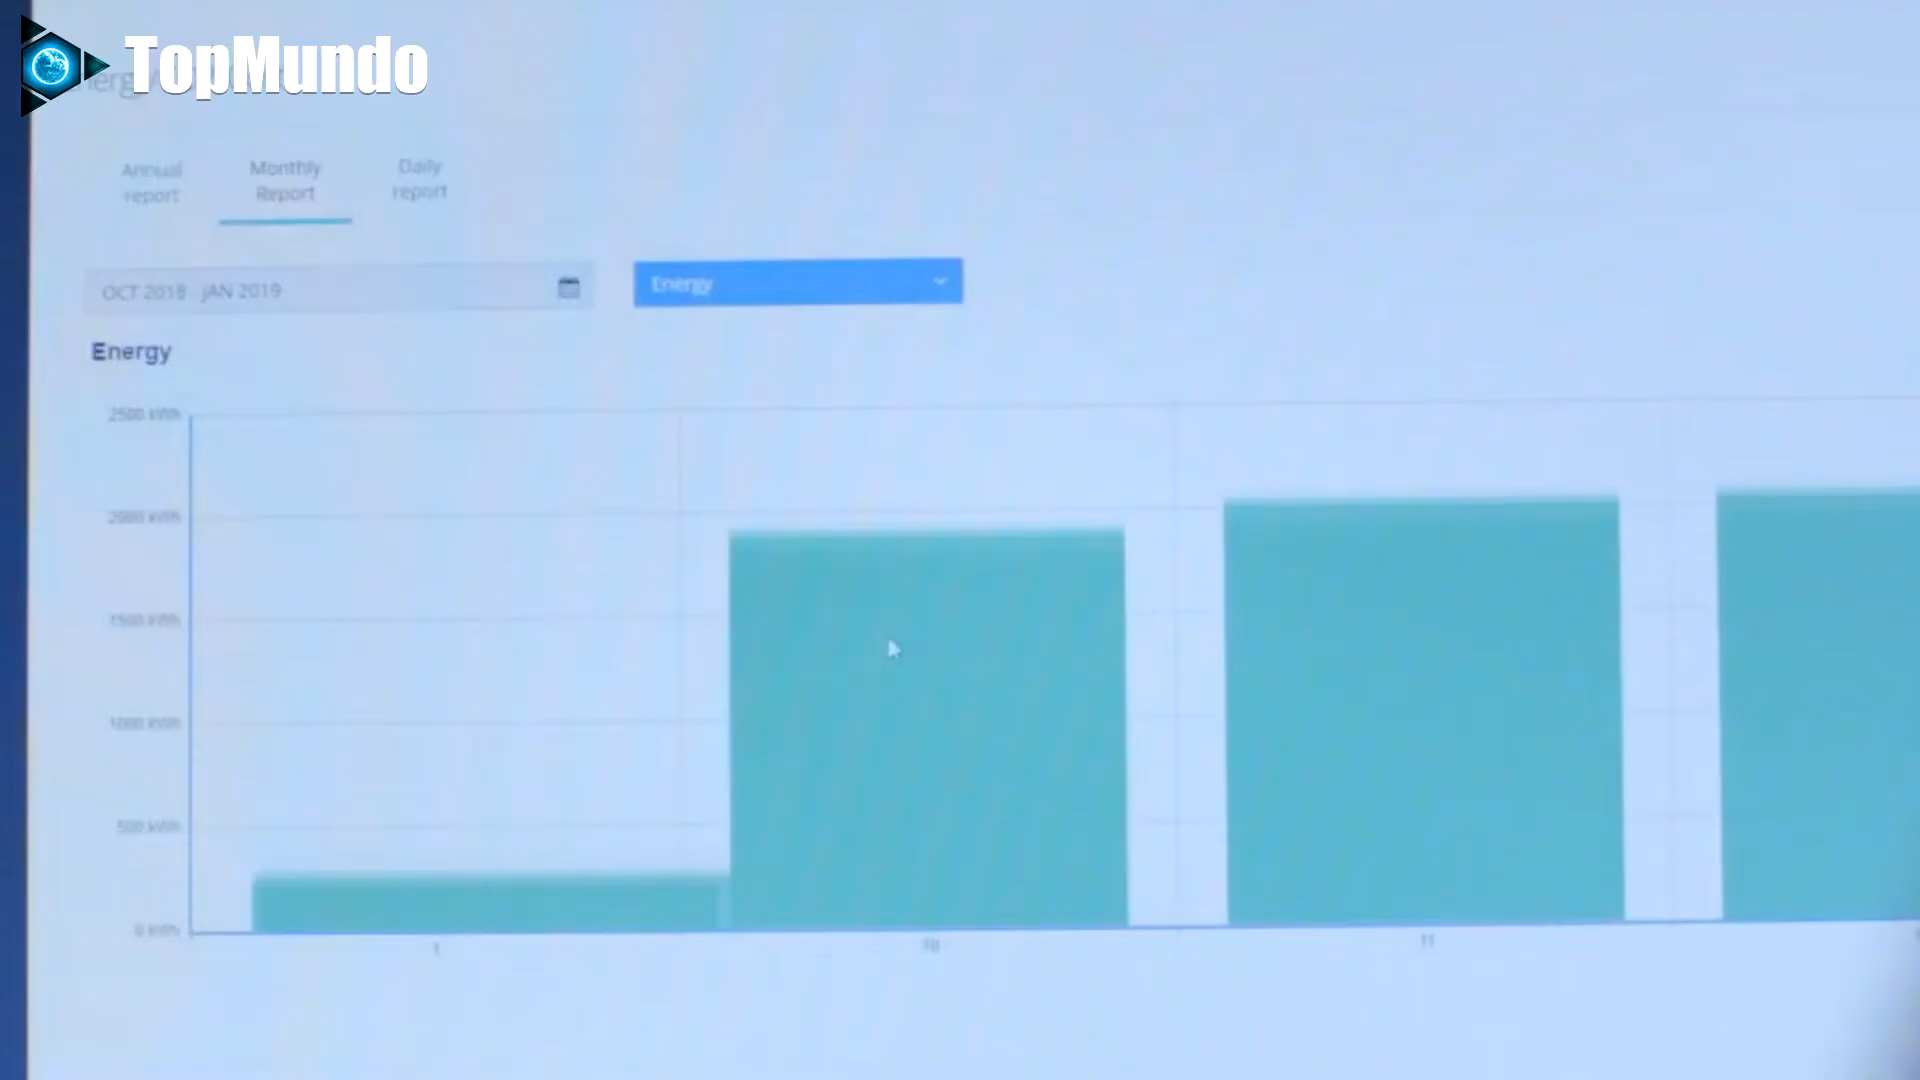 TopMundo
Annual report
Monthly Report
Daily report
OCT 2018 - JAN 2019
Energy
Energy
2500 kWh
2000 kWh
1500 kWh
1000 kWh
500 kWh
0 kWh
1
10
11